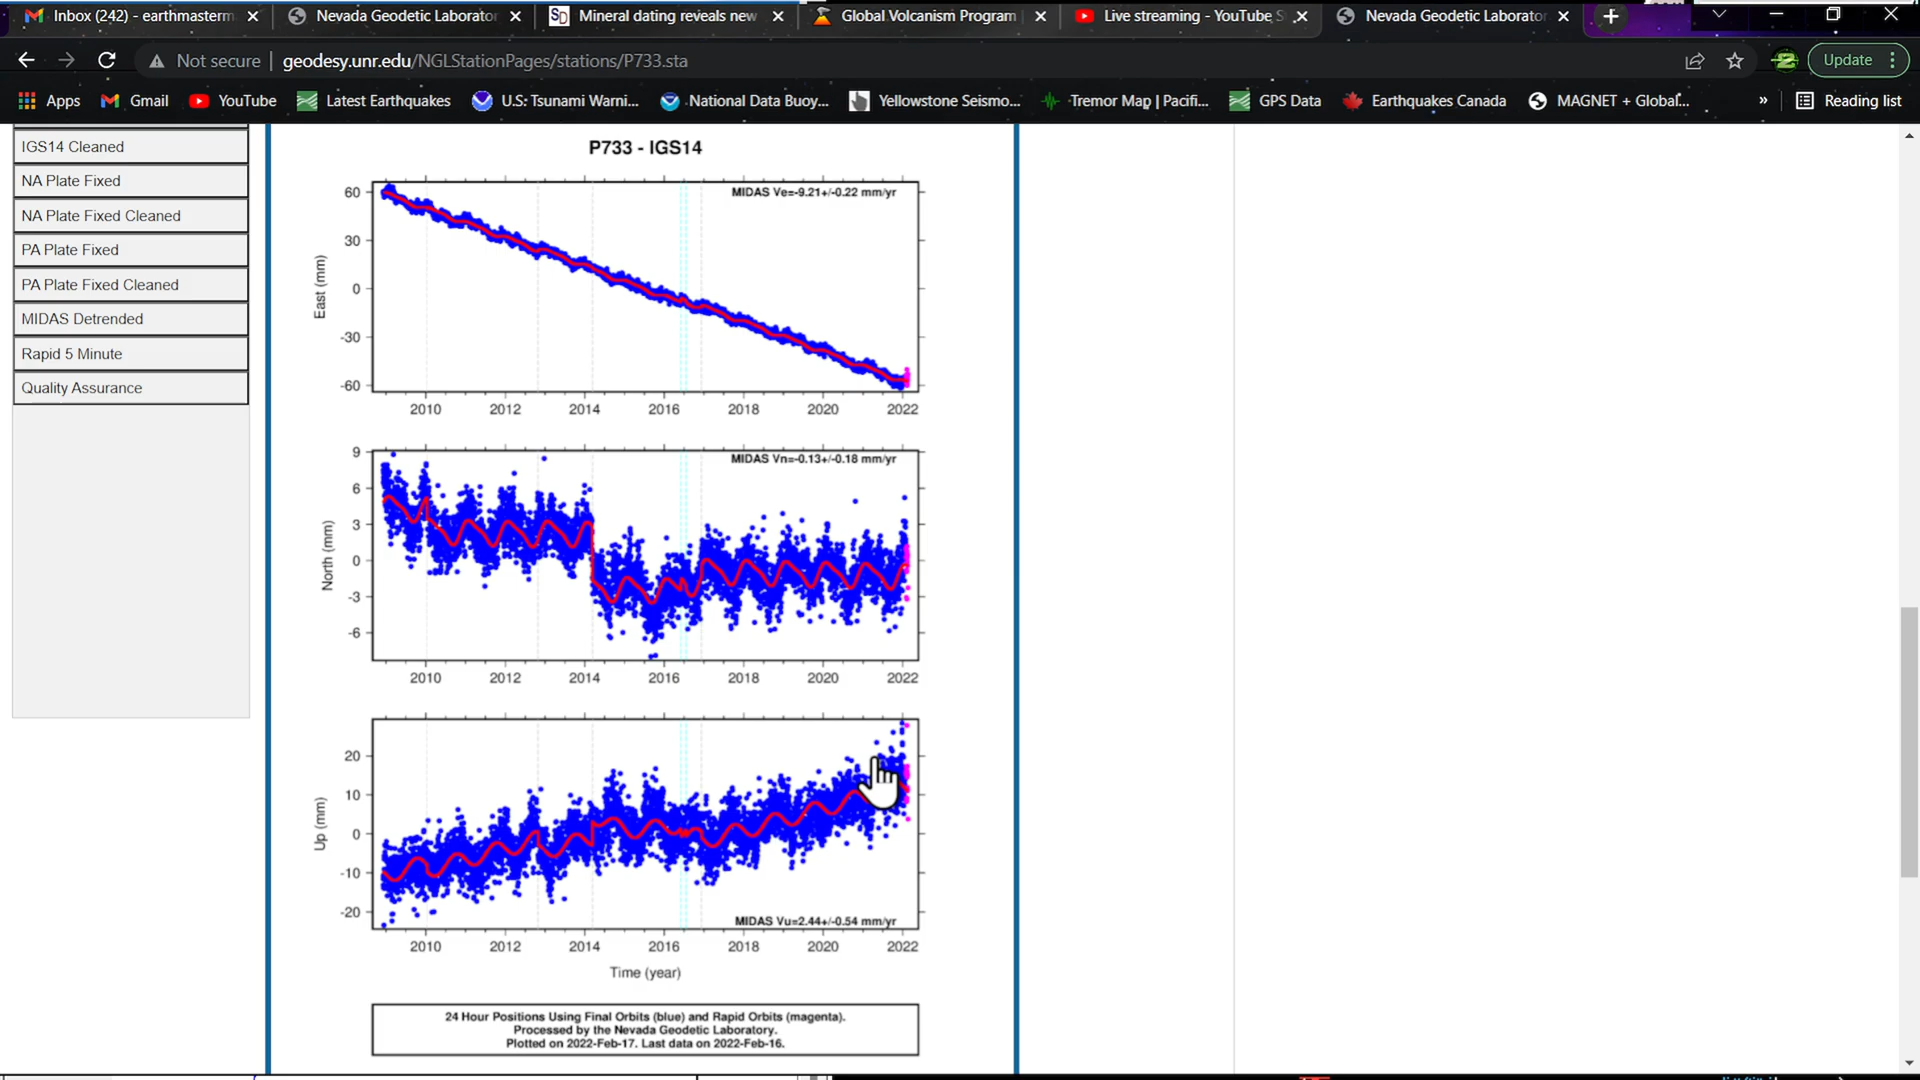 Inbox (242) - earthmasterm
Nevada Geodetic Laborator
Mineral dating reveals new
Global Volcanism Program
Live streaming - YouTube S
Nevada Geodetic Laborator
Not secure
geodesy.unr.edu/NGLStationPages/stations/P733.sta
Update
Apps
Gmail
YouTube
Latest Earthquakes
U.S: Tsunami Warni...
National Data Buoy...
Yellowstone Seismo...
Tremor Map | Pacifi...
GPS Data
Earthquakes Canada
MAGNET + Global...
»
Reading list
IGS14 Cleaned
NA Plate Fixed
NA Plate Fixed Cleaned
PA Plate Fixed
PA Plate Fixed Cleaned
MIDAS Detrended
Rapid 5 Minute
Quality Assurance
P733 - IGS14
MIDAS Ve=-9.21+/-0.22 mm/yr
East (mm)
60
30
0
-30
-60
2010 2012 2014 2016 2018 2020 2022
MIDAS Vn=-0.13+/-0.18 mm/yr
North (mm)
9
6
3
0
-3
-6
2010 2012 2014 2016 2018 2020 2022
Up (mm)
20
10
0
-10
-20
MIDAS Vu=2.44+/-0.54 mm/yr
2010 2012 2014 2016 2018 2020 2022
Time (year)
24 Hour Positions Using Final Orbits (blue) and Rapid Orbits (magenta).
Processed by the Nevada Geodetic Laboratory.
Plotted on 2022-Feb-17. Last data on 2022-Feb-16.